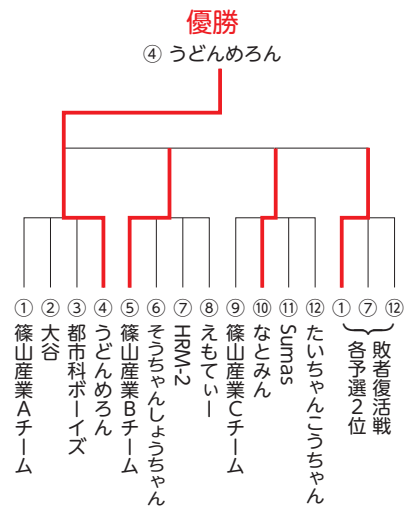 優勝
④ うどんめろん
① 篠山産業Aチーム
② 大谷
③ 都市科ボーイズ
④ うどんめろん
⑤ 篠山産業Bチーム
⑥ そうちゃんしょうちゃん
⑦ HRM-2
⑧ えもてぃー
⑨ 篠山産業Cチーム
⑩ なとみん
⑪ Sumas
⑫ たいちゃんこうちゃん
① ⑦ ⑫
敗者復活戦
各予選2位